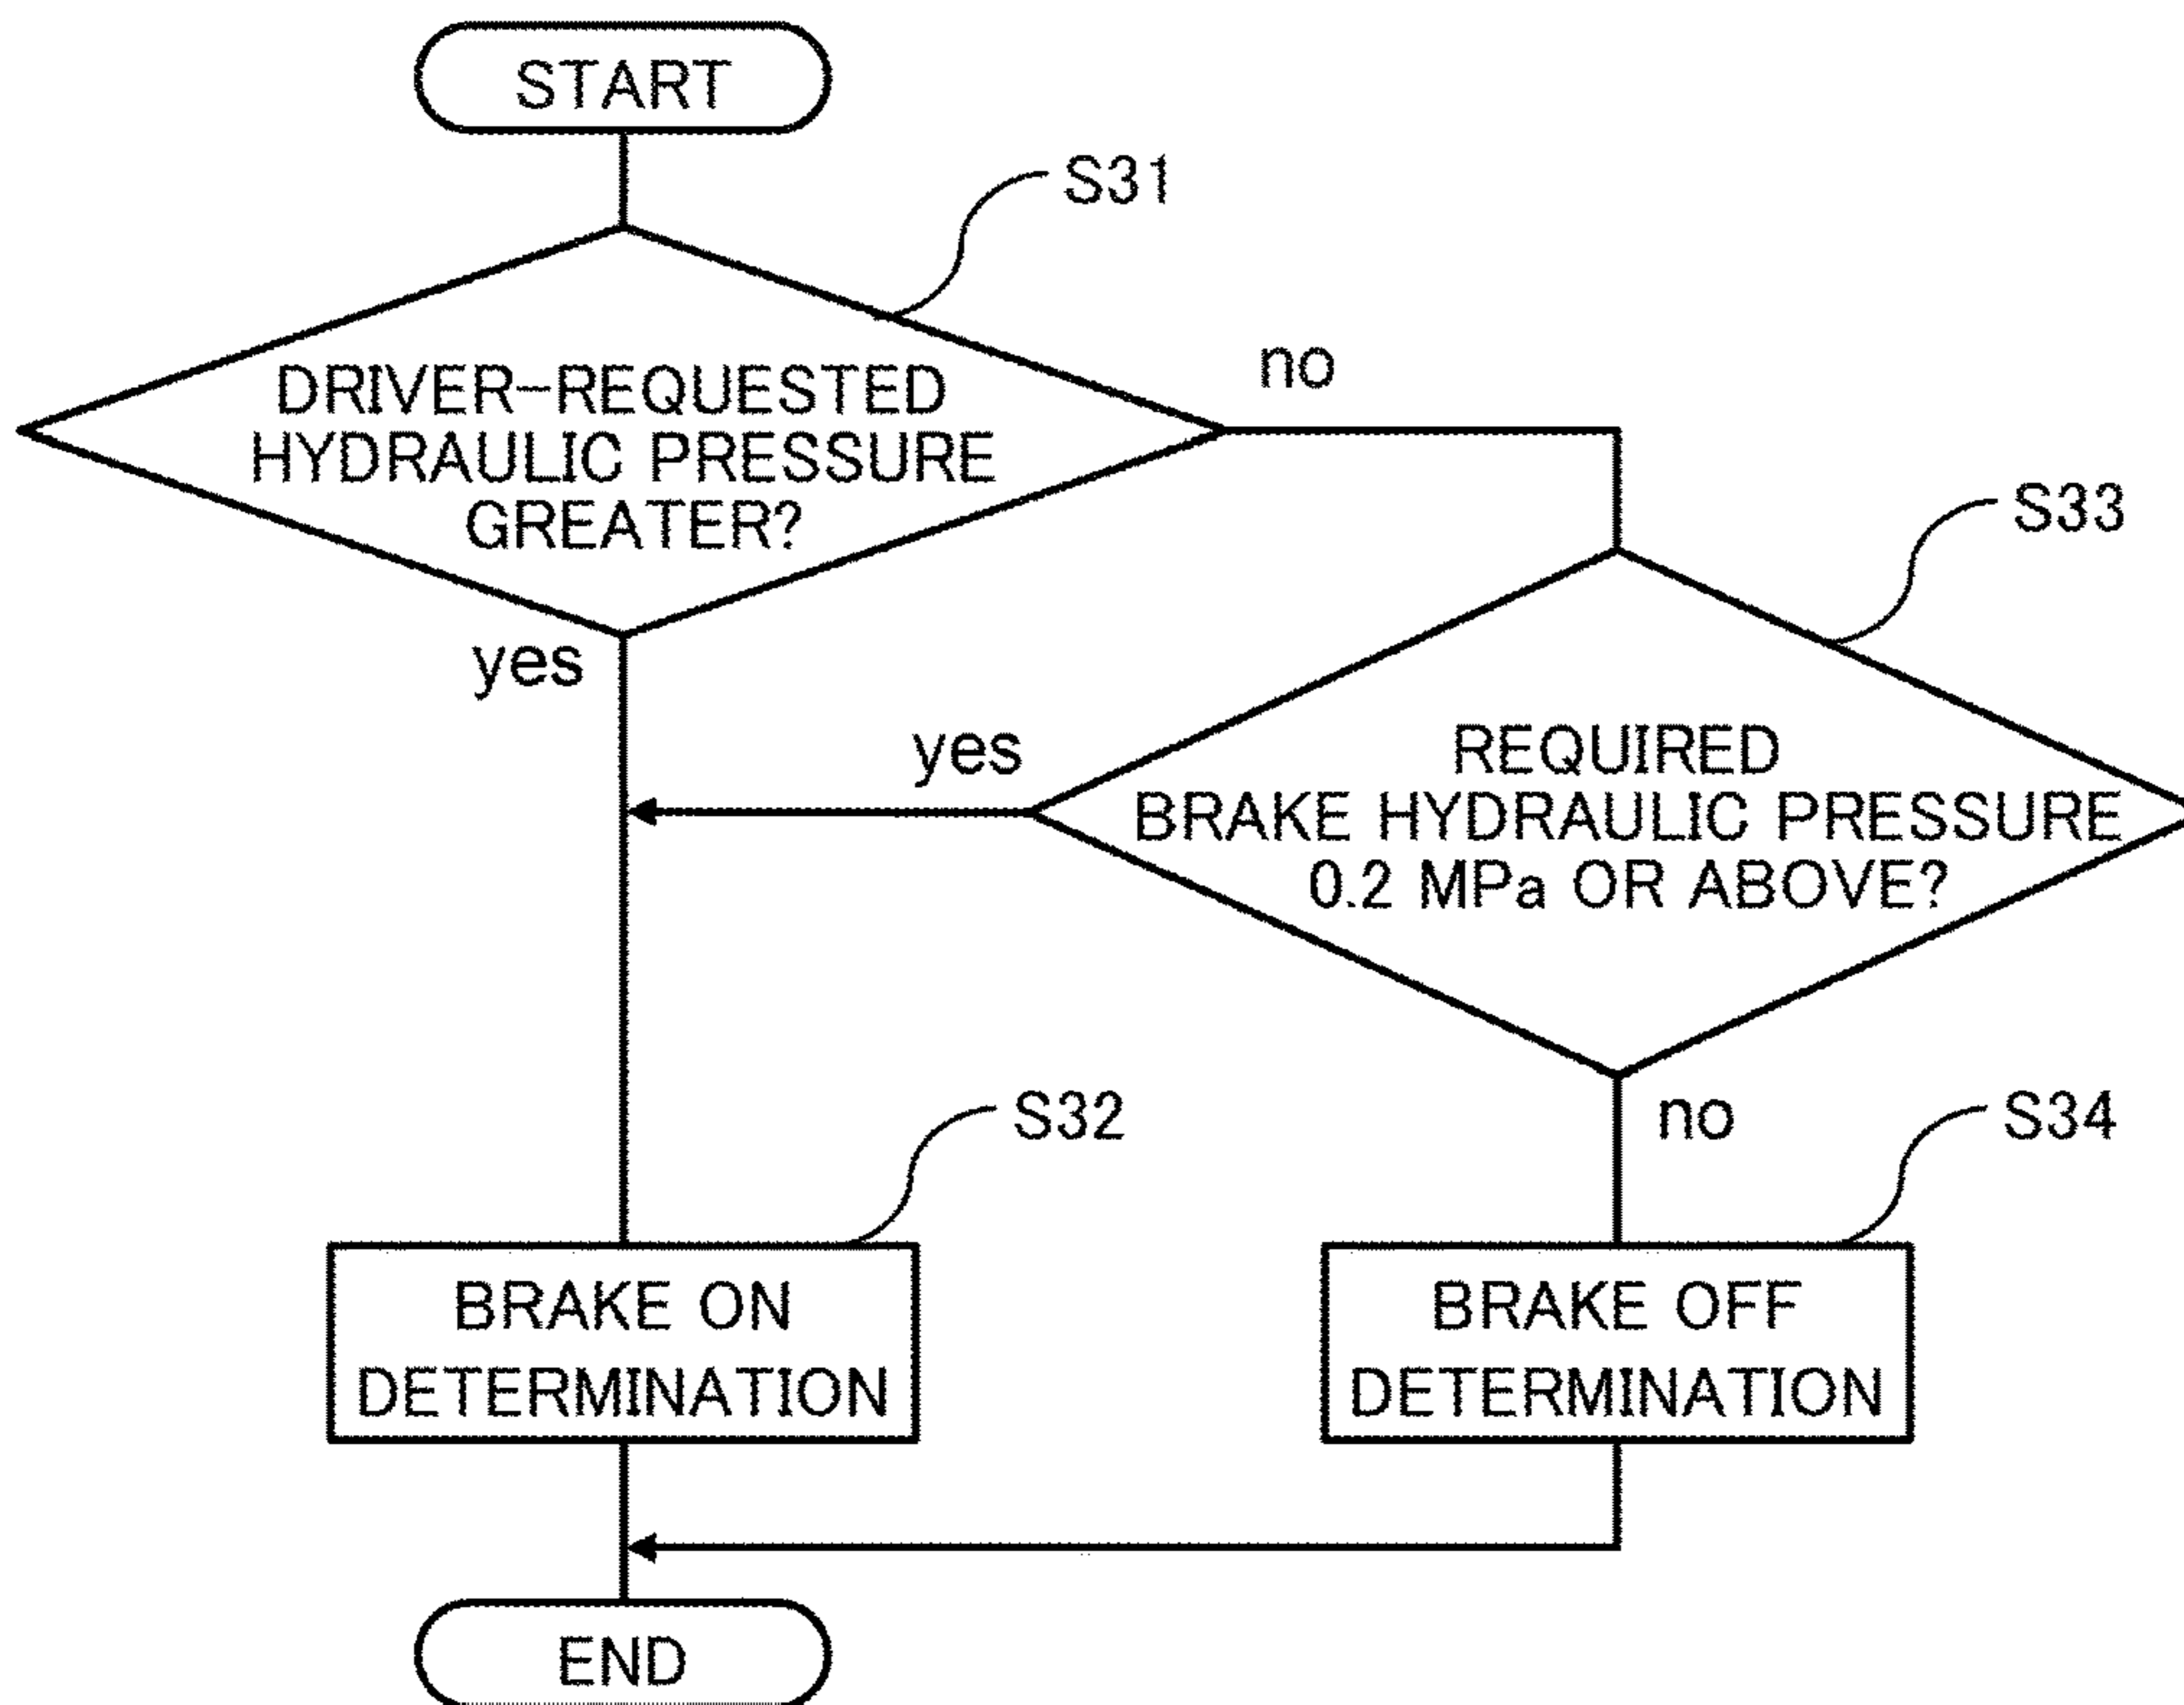 START
S31
DRIVER-REQUESTED
HYDRAULIC PRESSURE
GREATER?
no
S33
yes
yes
REQUIRED
BRAKE HYDRAULIC PRESSURE
0.2 MPa OR ABOVE?
S32
no
S34
BRAKE ON
DETERMINATION
BRAKE OFF
DETERMINATION
END